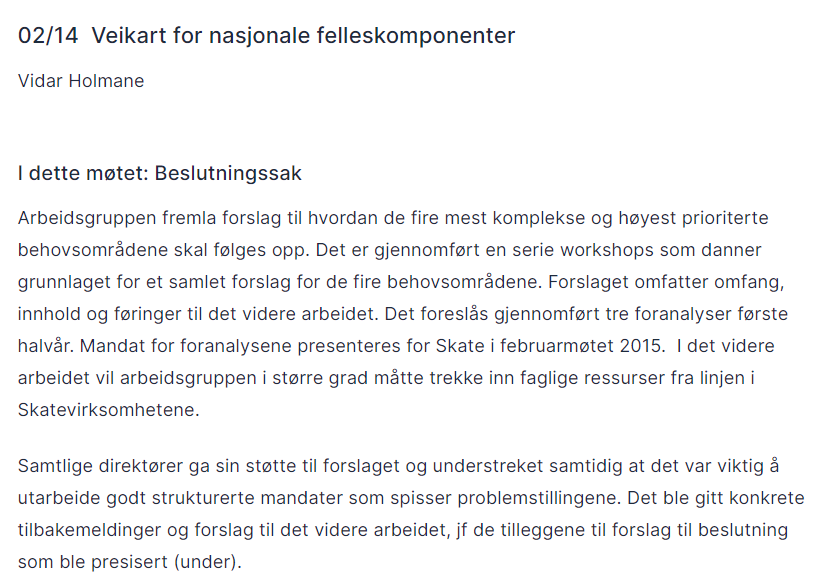 02/14 Veikart for nasjonale felleskomponenter
Vidar Holmane
I dette møtet: Beslutningssak
Arbeidsgruppen fremla forslag til hvordan de fire mest komplekse og høyest prioriterte
behovsområdene skal følges opp. Det er gjennomført en serie workshops som danner
grunnlaget for et samlet forslag for de fire behovsområdene. Forslaget omfatter omfang,
innhold og føringer til det videre arbeidet. Det foreslås gjennomført tre foranalyser første
halvår. Mandat for foranalysene presenteres for Skate i februarmøtet 2015.  I det videre
arbeidet vil arbeidsgruppen i større grad måtte trekke inn faglige ressurser fra linjen i
Skatevirksomhetene.
Samtlige direktører ga sin støtte til forslaget og understreket samtidig at det var viktig å
utarbeide godt strukturerte mandater som spisser problemstillingene. Det ble gitt konkrete
tilbakemeldinger og forslag til det videre arbeidet, jf de tilleggene til forslag til beslutning
som ble presisert (under).